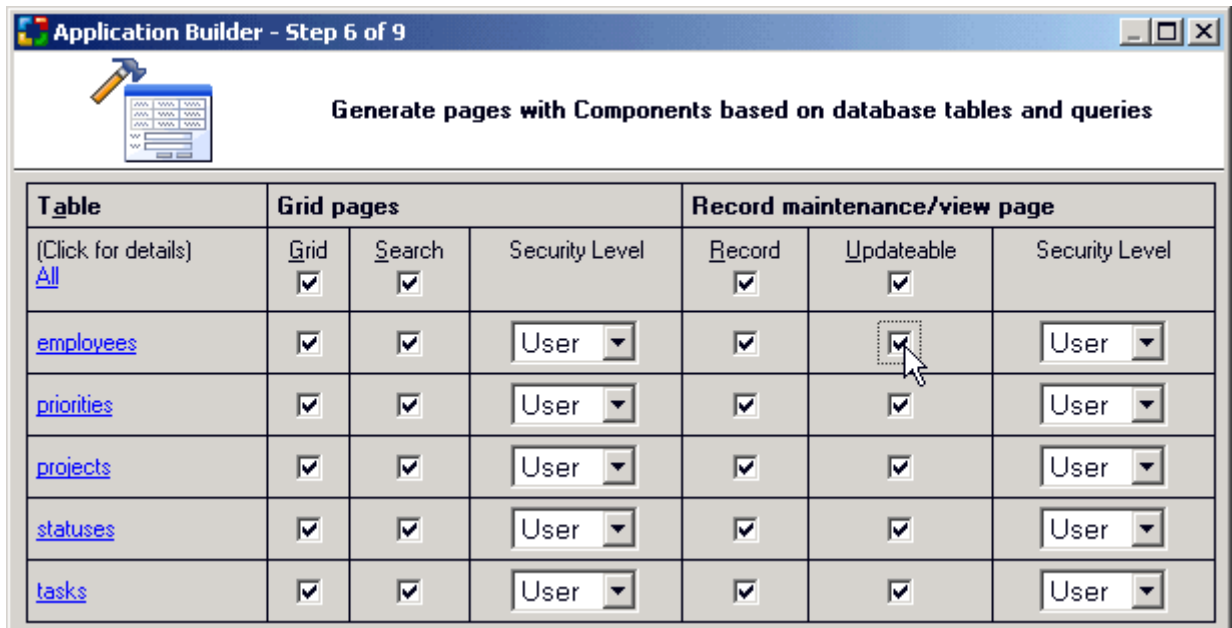 Application Builder - Step 6 of 9
Generate pages with Components based on database tables and queries
Table Grid pages Record maintenance/view page
(Click for details) Grid Search Security Level Record Updateable Security Level
All
employees User User
priorities User User
projects User User
statuses User User
tasks User User